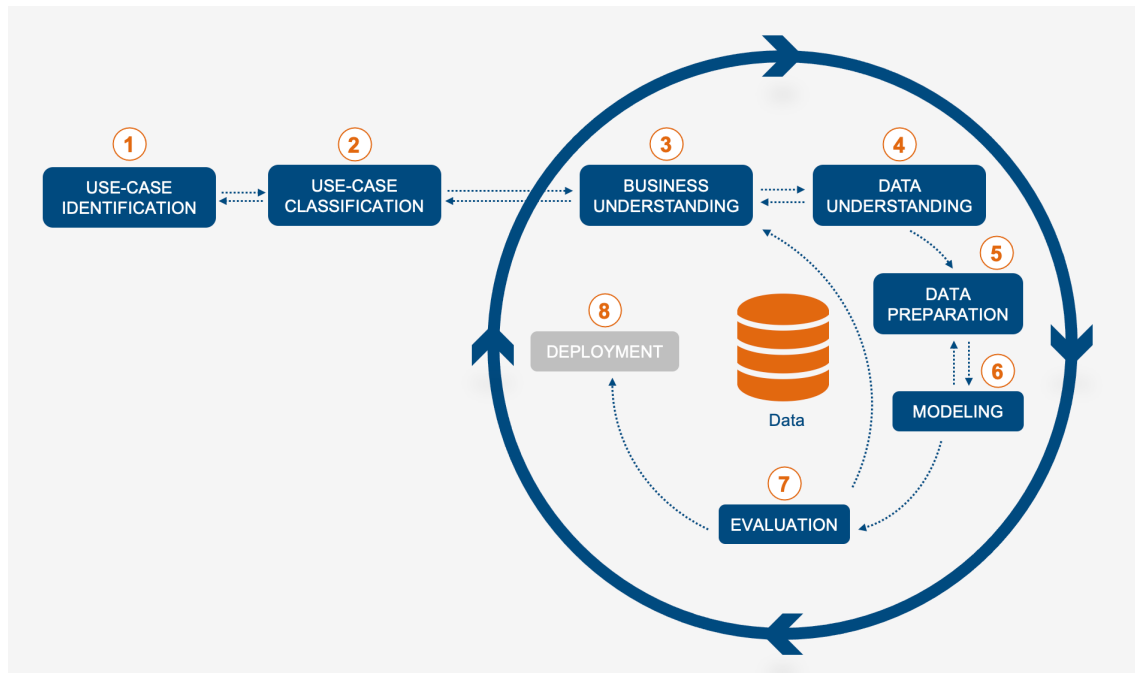 1
USE-CASE
IDENTIFICATION
2
USE-CASE
CLASSIFICATION
3
BUSINESS
UNDERSTANDING
4
DATA
UNDERSTANDING
5
DATA
PREPARATION
6
MODELING
7
EVALUATION
8
DEPLOYMENT
Data